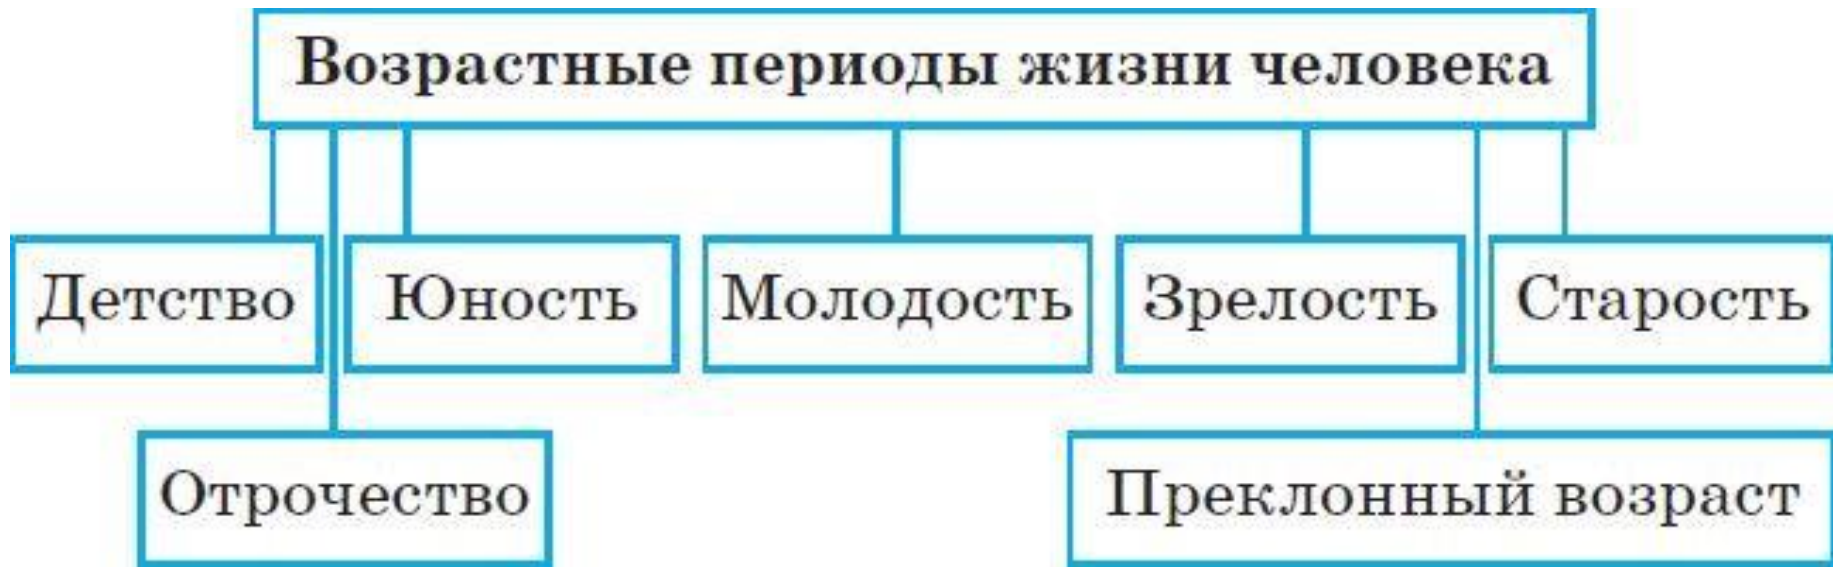 Возрастные периоды жизни человека
Детство
Юность
Молодость
Зрелость
Старость
Отрочество
Преклонный возраст